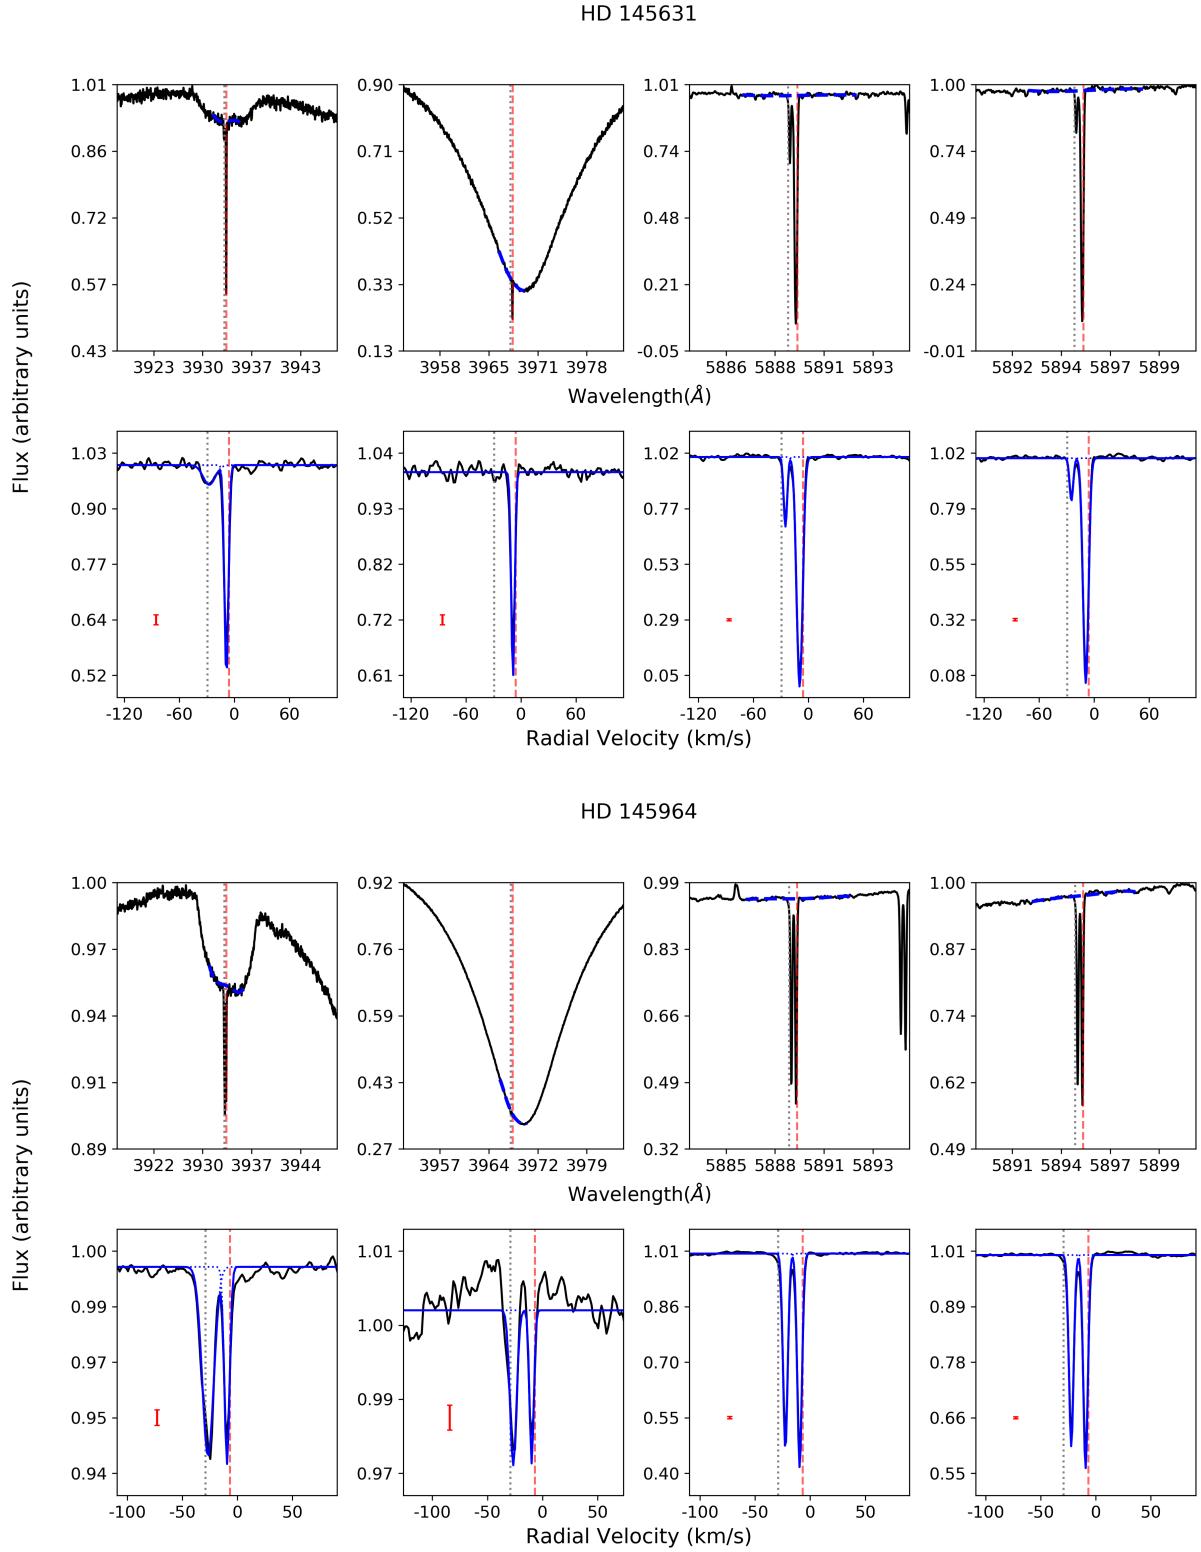 HD 145631
Flux (arbitrary units)
1.01 0.86 0.72 0.57 0.43
3923 3930 3937 3943
0.90 0.71 0.52 0.33 0.13
3958 3965 3971 3978
1.01 0.74 0.48 0.21 -0.05
5886 5888 5891 5893
1.00 0.74 0.49 0.24 -0.01
5892 5894 5897 5899
Wavelength(Å)
1.03 0.90 0.77 0.64 0.52
-120 -60 0 60
1.04 0.93 0.82 0.72 0.61
-120 -60 0 60
1.02 0.77 0.53 0.29 0.05
-120 -60 0 60
1.02 0.79 0.55 0.32 0.08
-120 -60 0 60
Radial Velocity (km/s)
HD 145964
Flux (arbitrary units)
1.00 0.97 0.94 0.91 0.89
3922 3930 3937 3944
0.92 0.76 0.59 0.43 0.27
3957 3964 3972 3979
0.99 0.83 0.66 0.49 0.32
5885 5888 5891 5893
1.00 0.87 0.74 0.62 0.49
5891 5894 5897 5899
Wavelength(Å)
1.00 0.99 0.97 0.95 0.94
-100 -50 0 50
1.01 1.00 0.99 0.97
-100 -50 0 50
1.01 0.86 0.70 0.55 0.40
-100 -50 0 50
1.01 0.89 0.78 0.66 0.55
-100 -50 0 50
Radial Velocity (km/s)